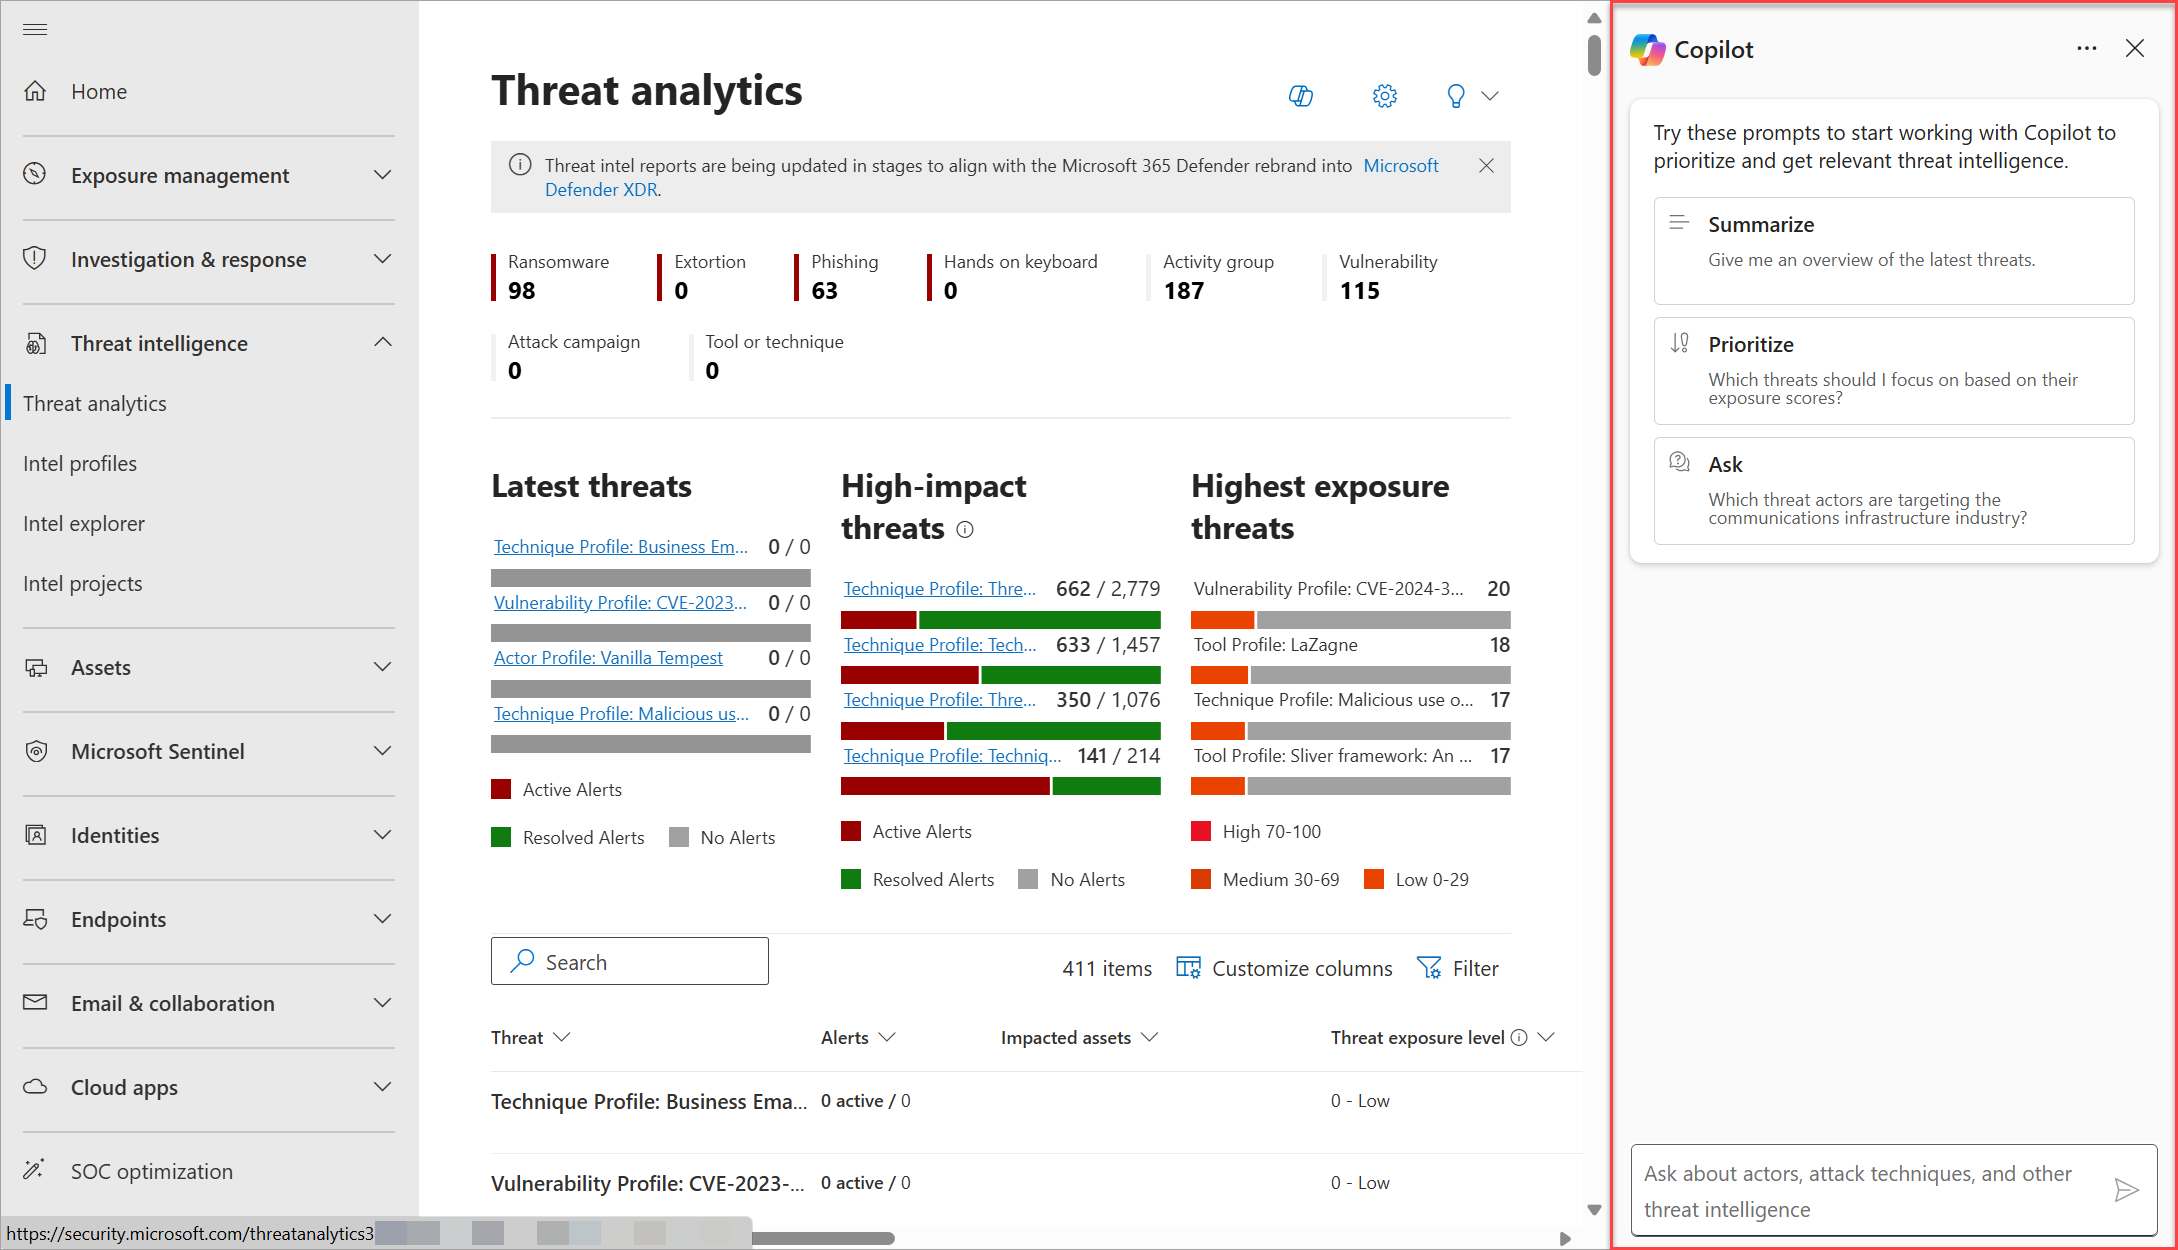 Home
Exposure management
Investigation & response
Threat intelligence
Threat analytics
Intel profiles
Intel explorer
Intel projects
Assets
Microsoft Sentinel
Identities
Endpoints
Email & collaboration
Cloud apps
SOC optimization
https://security.microsoft.com/threatanalytics3
Threat analytics
Threat intel reports are being updated in stages to align with the Microsoft 365 Defender rebrand into Microsoft
Defender XDR.
Ransomware
98
Extortion
0
Phishing
63
Hands on keyboard
0
Activity group
187
Vulnerability
115
Attack campaign
0
Tool or technique
0
Latest threats
Technique Profile: Business Em... 0 / 0
Vulnerability Profile: CVE-2023... 0 / 0
Actor Profile: Vanilla Tempest 0 / 0
Technique Profile: Malicious us... 0 / 0
Active Alerts
Resolved Alerts No Alerts
High-impact
threats
Technique Profile: Thre... 662 / 2,779
Technique Profile: Tech... 633 / 1,457
Technique Profile: Thre... 350 / 1,076
Technique Profile: Techniq... 141 / 214
Active Alerts
Resolved Alerts No Alerts
Highest exposure
threats
Vulnerability Profile: CVE-2024-3... 20
Tool Profile: LaZagne 18
Technique Profile: Malicious use o... 17
Tool Profile: Sliver framework: An ... 17
High 70-100
Medium 30-69 Low 0-29
Search
411 items Customize columns Filter
Threat Alerts Impacted assets Threat exposure level
Technique Profile: Business Ema... 0 active / 0 0 - Low
Vulnerability Profile: CVE-2023-... 0 active / 0 0 - Low
Copilot
Try these prompts to start working with Copilot to
prioritize and get relevant threat intelligence.
Summarize
Give me an overview of the latest threats.
Prioritize
Which threats should I focus on based on their
exposure scores?
Ask
Which threat actors are targeting the
communications infrastructure industry?
Ask about actors, attack techniques, and other
threat intelligence